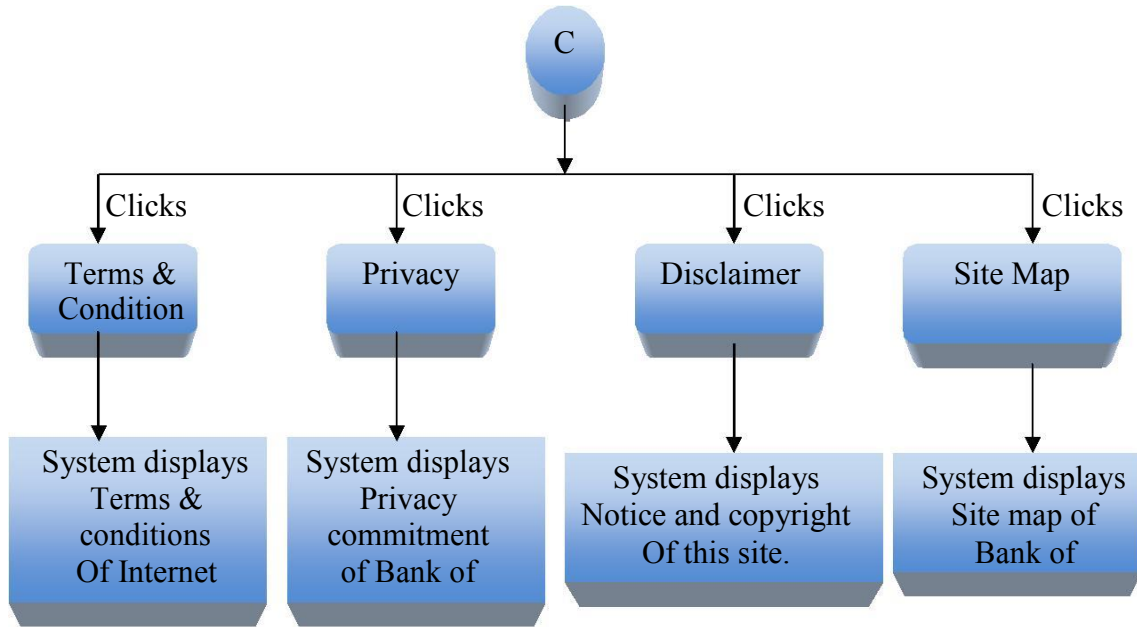 C
Clicks
Clicks
Clicks
Clicks
Terms &
Condition
Privacy
Disclaimer
Site Map
System displays
Terms &
conditions
Of Internet
System displays
Privacy
commitment
of Bank of
System displays
Notice and copyright
Of this site.
System displays
Site map of
Bank of